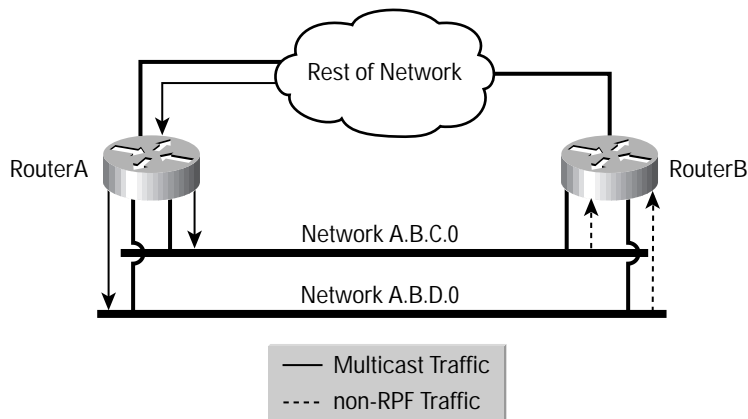 Rest of Network
RouterA
RouterB
Network A.B.C.0
Network A.B.D.0
Multicast Traffic
non-RPF Traffic